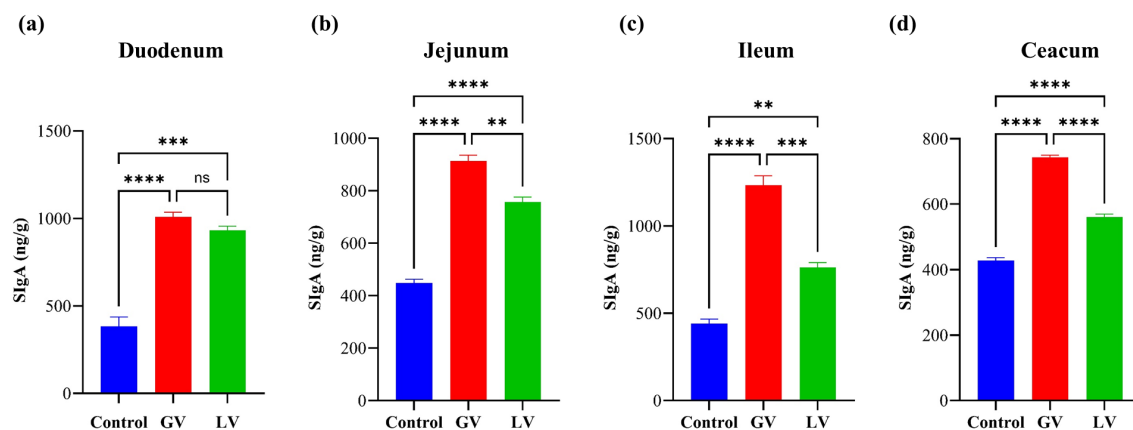 (a)
Duodenum
SIgA (ng/g)
1500
1000
500
0
***
****
ns
Control GV LV
(b)
Jejunum
SIgA (ng/g)
1000
800
600
400
200
0
****
**** **
Control GV LV
(c)
Ileum
SIgA (ng/g)
1500
1000
500
0
**
**** ***
Control GV LV
(d)
Ceacum
SIgA (ng/g)
800
600
400
200
0
****
**** ****
Control GV LV